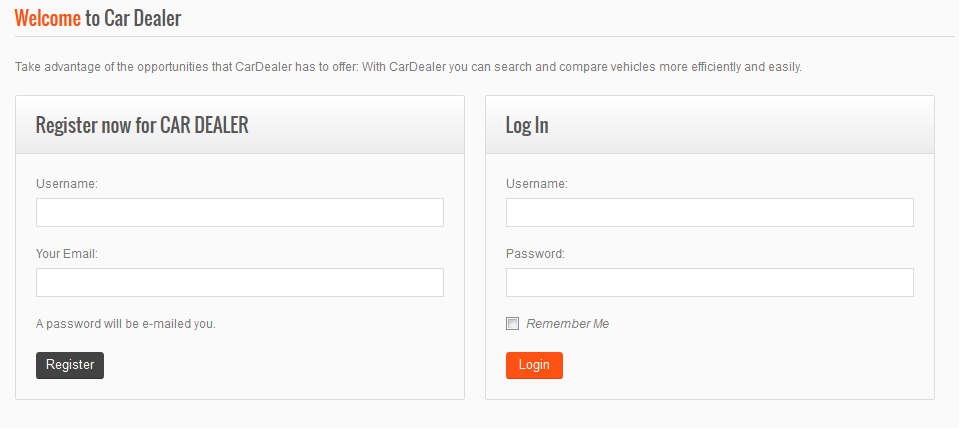 Welcome to Car Dealer
Take advantage of the opportunities that CarDealer has to offer: With CarDealer you can search and compare vehicles more efficiently and easily.
Register now for CAR DEALER
Username:
Your Email:
A password will be e-mailed you.
Register
Log In
Username:
Password:
Remember Me
Login